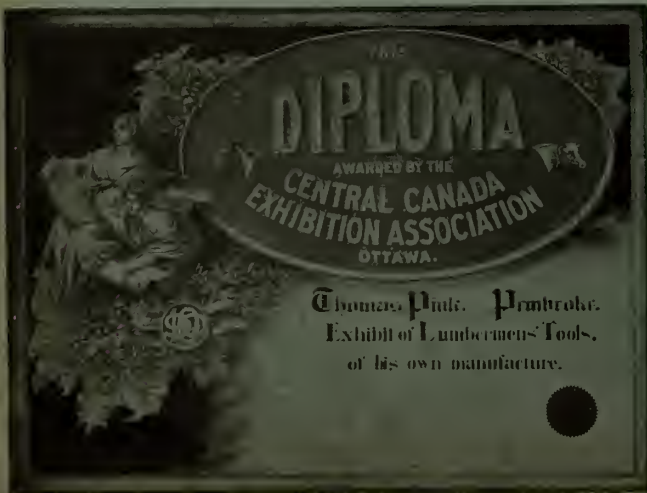 THIS
DIPLOMA
AWARDED BY THE
CENTRAL CANADA
EXHIBITION ASSOCIATION
OTTAWA.
Thomas Pink. Pembroke.
Exhibit of Lumbermens' Tools,
of his own manufacture.